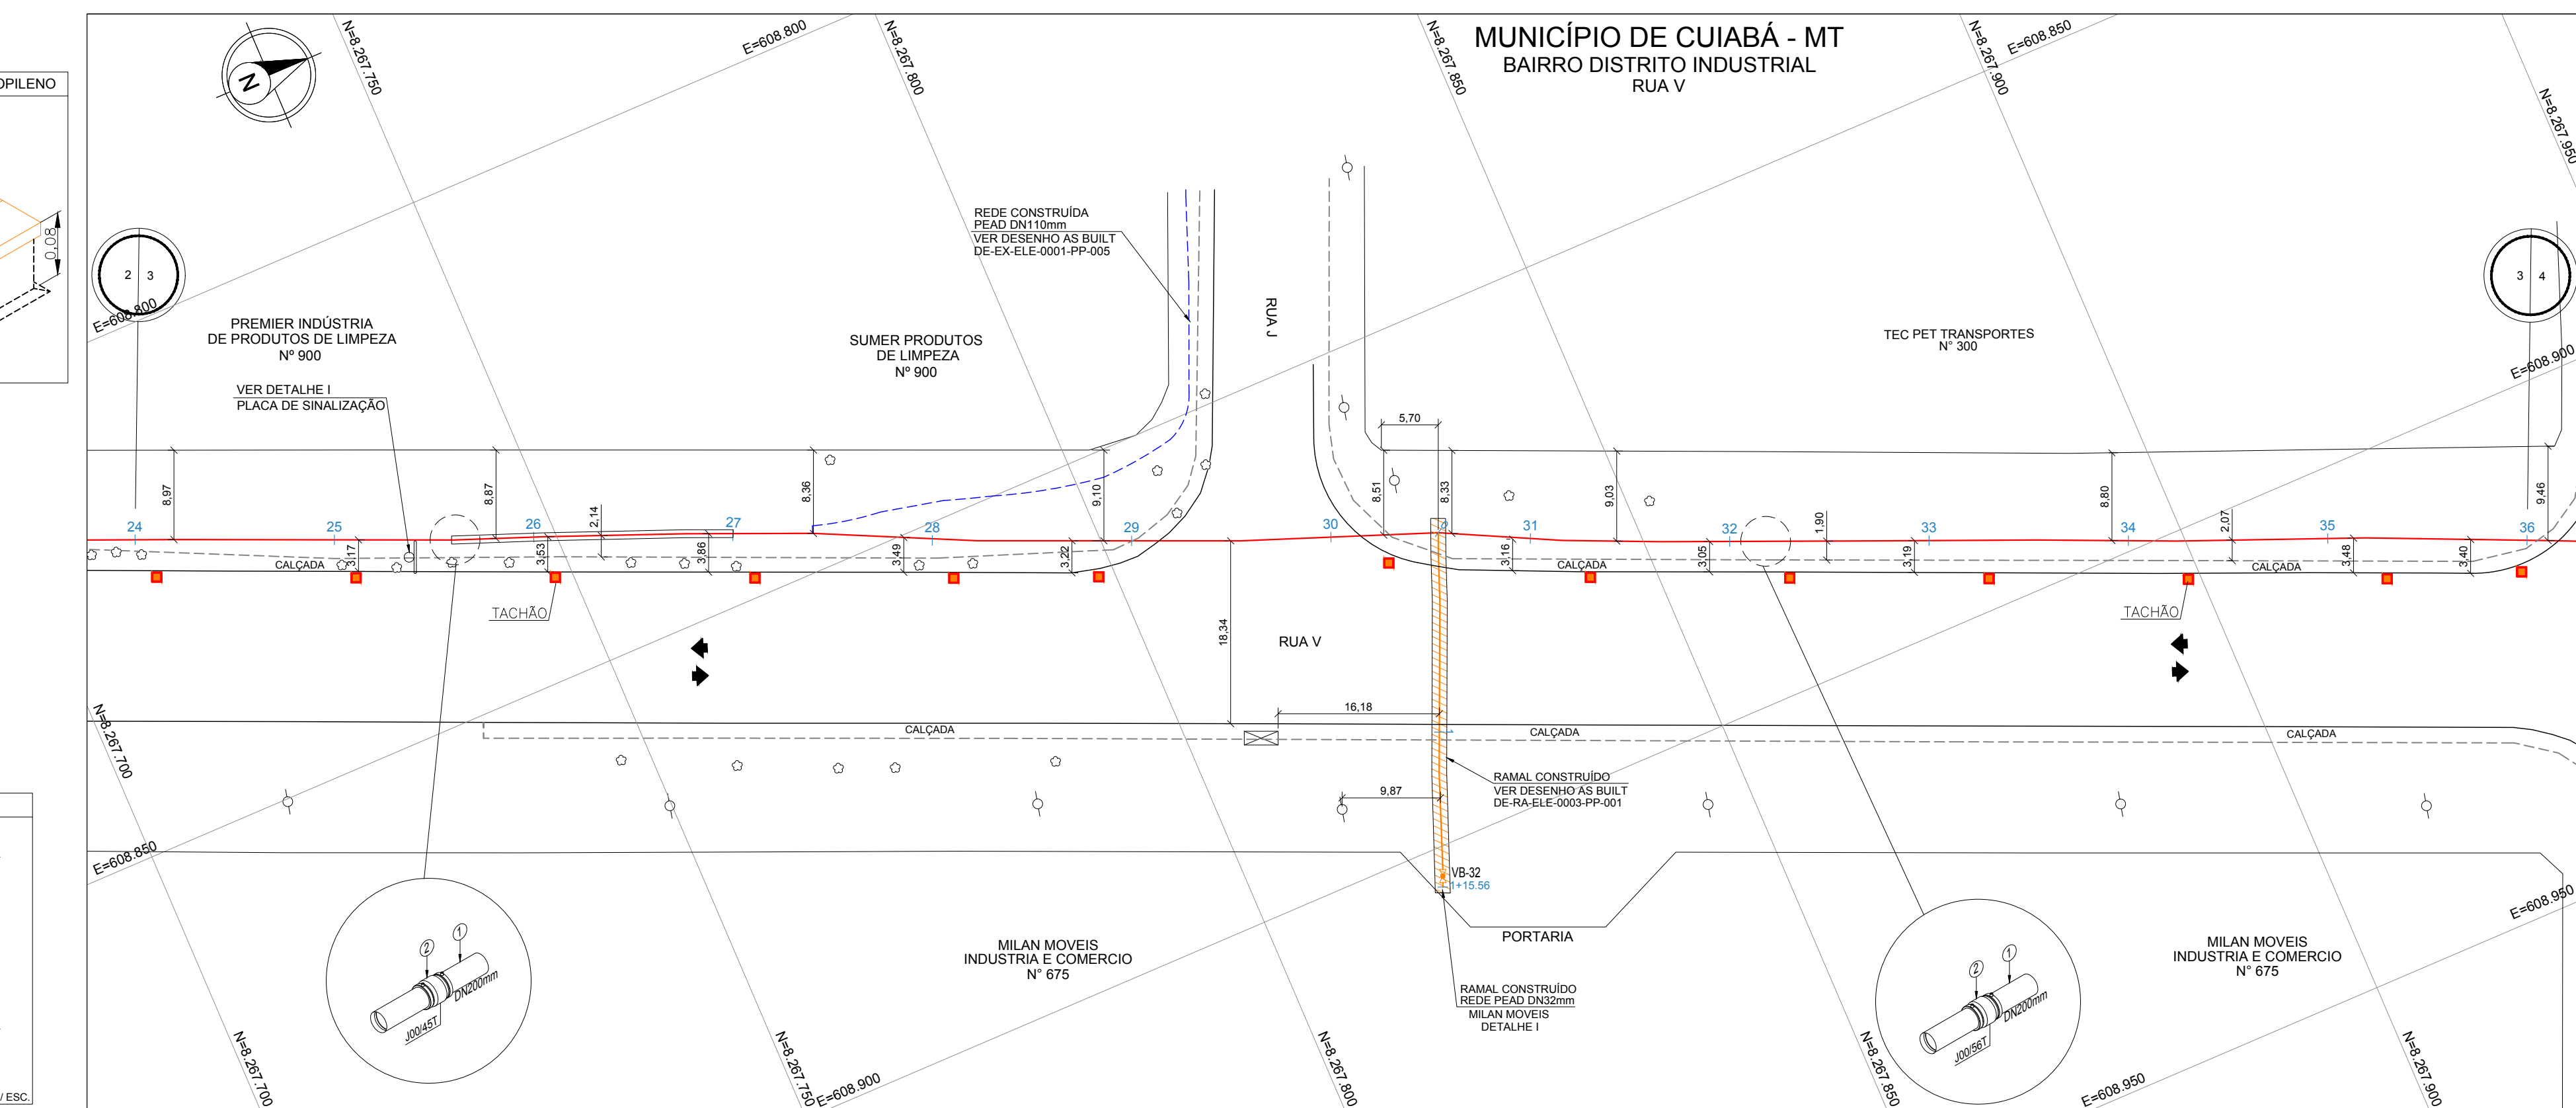 MUNICÍPIO DE CUIABÁ - MT
BAIRRO DISTRITO INDUSTRIAL
RUA V
OPILENO
0,08
/ ESC.
N=8.267.750
N=8.267.800
N=8.267.850
N=8.267.900
N=8.267.950
E=608.800
E=608.850
N
2 3
3 4
E=608.800
E=608.900
PREMIER INDÚSTRIA
DE PRODUTOS DE LIMPEZA
Nº 900
VER DETALHE I
PLACA DE SINALIZAÇÃO
SUMER PRODUTOS
DE LIMPEZA
Nº 900
REDE CONSTRUÍDA
PEAD DN110mm
VER DESENHO AS BUILT
DE-EX-ELE-0001-PP-005
RUA J
TEC PET TRANSPORTES
N° 300
5,70
8,97
8,87
2,14
8,36
9,10
8,51
8,33
9,03
8,80
9,46
24
25
26
27
28
29
30
31
32
33
34
35
36
0
3,17
3,53
3,86
3,49
3,22
3,16
3,05
1,90
3,19
2,07
3,48
3,40
CALÇADA
CALÇADA
CALÇADA
TACHÃO
TACHÃO
18,34
RUA V
16,18
CALÇADA
CALÇADA
CALÇADA
1
9,87
RAMAL CONSTRUÍDO
VER DESENHO AS BUILT
DE-RA-ELE-0003-PP-001
VB-32
1+15.56
PORTARIA
MILAN MOVEIS
INDUSTRIA E COMERCIO
N° 675
MILAN MOVEIS
INDUSTRIA E COMERCIO
N° 675
RAMAL CONSTRUÍDO
REDE PEAD DN32mm
MILAN MOVEIS
DETALHE I
2
1
DN200mm
J00/45T
2
1
DN200mm
J00/56T
N=8.267.700
E=608.850
E=608.950
N=8.267.700
N=8.267.750
E=608.900
N=8.267.800
N=8.267.850
E=608.950
N=8.267.900